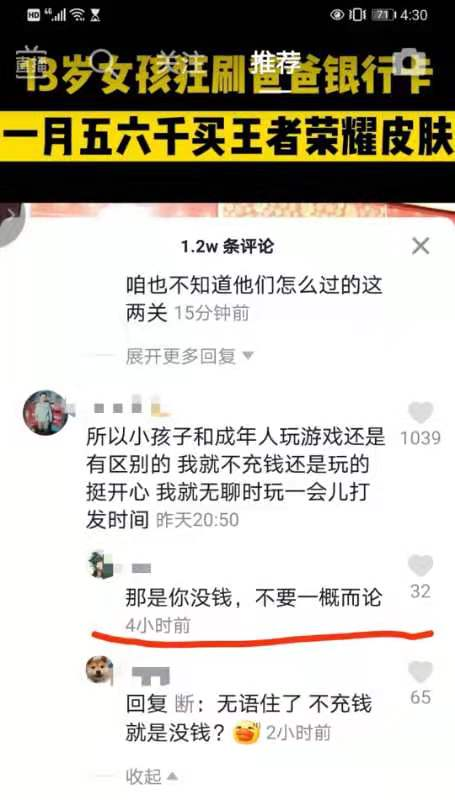 HD 4G 71 4:30
直播 关注 推荐
13岁女孩狂刷爸爸银行卡
一月五六千买王者荣耀皮肤
1.2w 条评论
咱也不知道他们怎么过的这
两关 15分钟前
展开更多回复
所以小孩子和成年人玩游戏还是 1039
有区别的 我就不充钱还是玩的
挺开心 我就无聊时玩一会儿打
发时间 昨天20:50
那是你没钱，不要一概而论 32
4小时前
回复 断：无语住了 不充钱 65
就是没钱？ 2小时前
收起